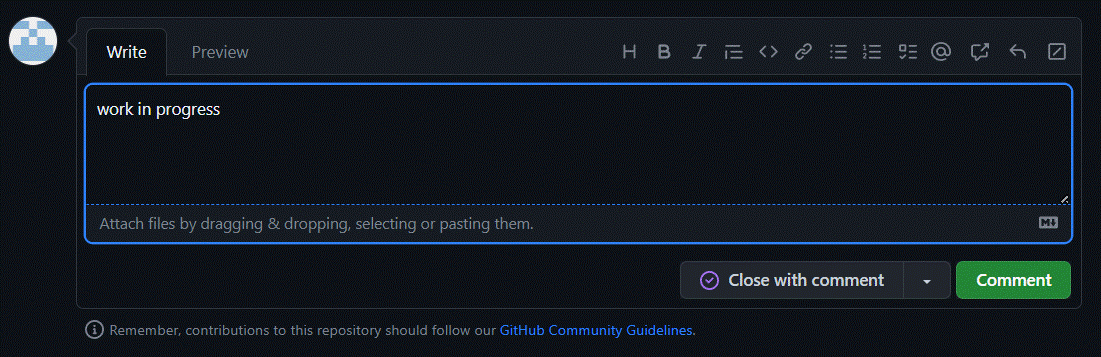 Write Preview
work in progress
Attach files by dragging & dropping, selecting or pasting them.
Close with comment Comment
Remember, contributions to this repository should follow our GitHub Community Guidelines.